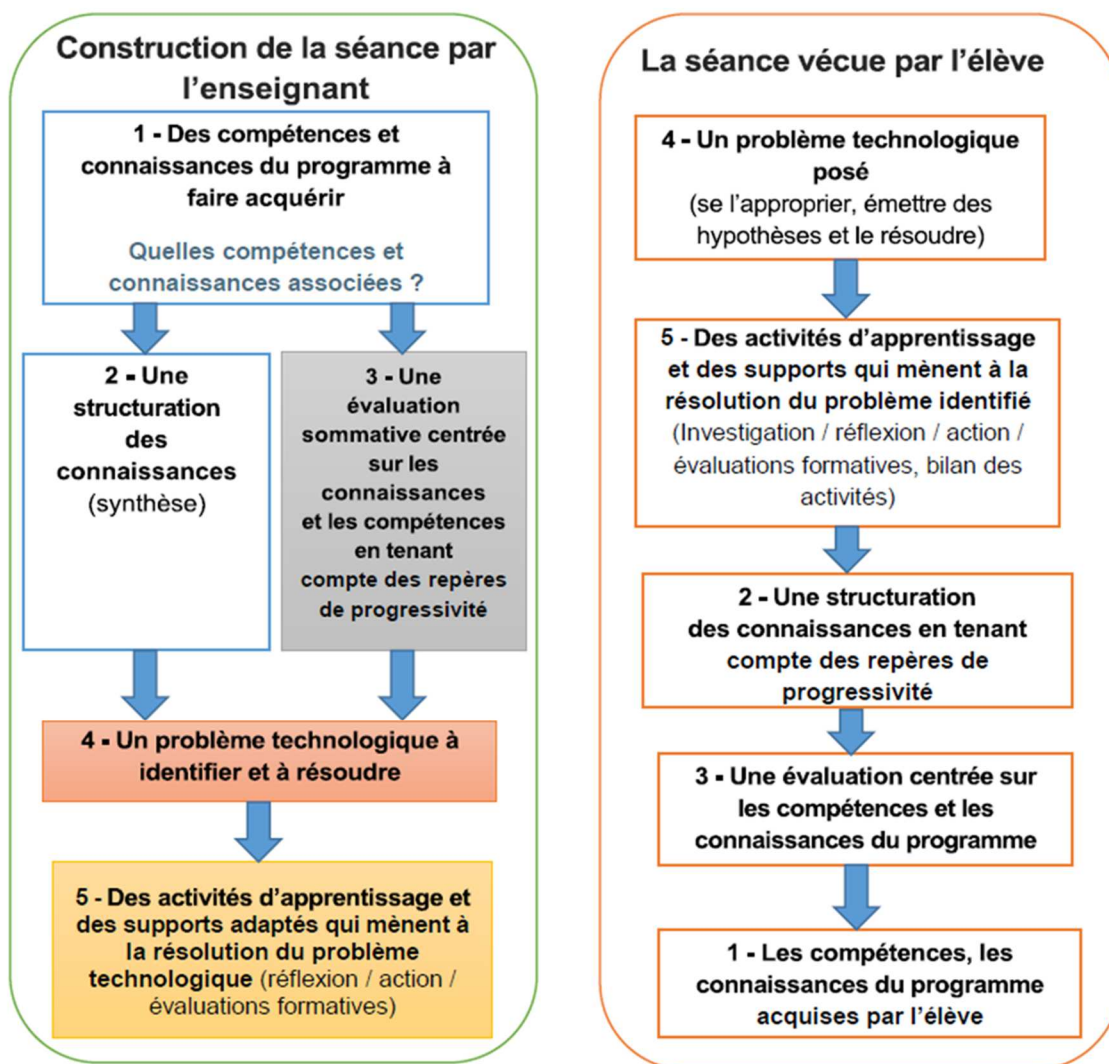 Construction de la séance par
l’enseignant
1 - Des compétences et
connaissances du programme à
faire acquérir
Quelles compétences et
connaissances associées ?
2 - Une
structuration
des
connaissances
(synthèse)
3 - Une
évaluation
sommative centrée
sur les
connaissances
et les compétences
en tenant
compte des repères
de progressivité
4 - Un problème technologique à
identifier et à résoudre
5 - Des activités d’apprentissage et
des supports adaptés qui mènent à
la résolution du problème
technologique (réflexion / action /
évaluations formatives)
La séance vécue par l’élève
4 - Un problème technologique
posé
(se l’approprier, émettre des
hypothèses et le résoudre)
5 - Des activités d’apprentissage
et des supports qui mènent à la
résolution du problème identifié
(Investigation / réflexion / action /
évaluations formatives, bilan des
activités)
2 - Une structuration
des connaissances en tenant
compte des repères de
progressivité
3 - Une évaluation centrée sur
les compétences et les
connaissances du programme
1 - Les compétences, les
connaissances du programme
acquises par l’élève